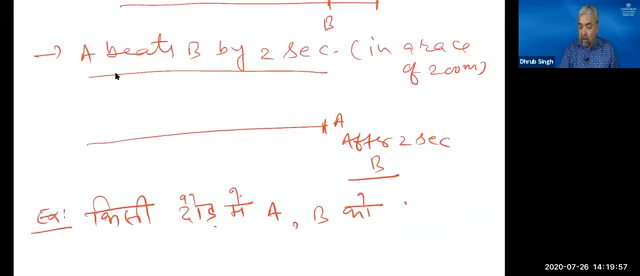 B
→ A beats B by 2 sec. (in a race
of 200m)
A
After 2 sec
B
Ex: किसी दौड़ में A, B को
Dhrub Singh
2020-07-26 14:19:57